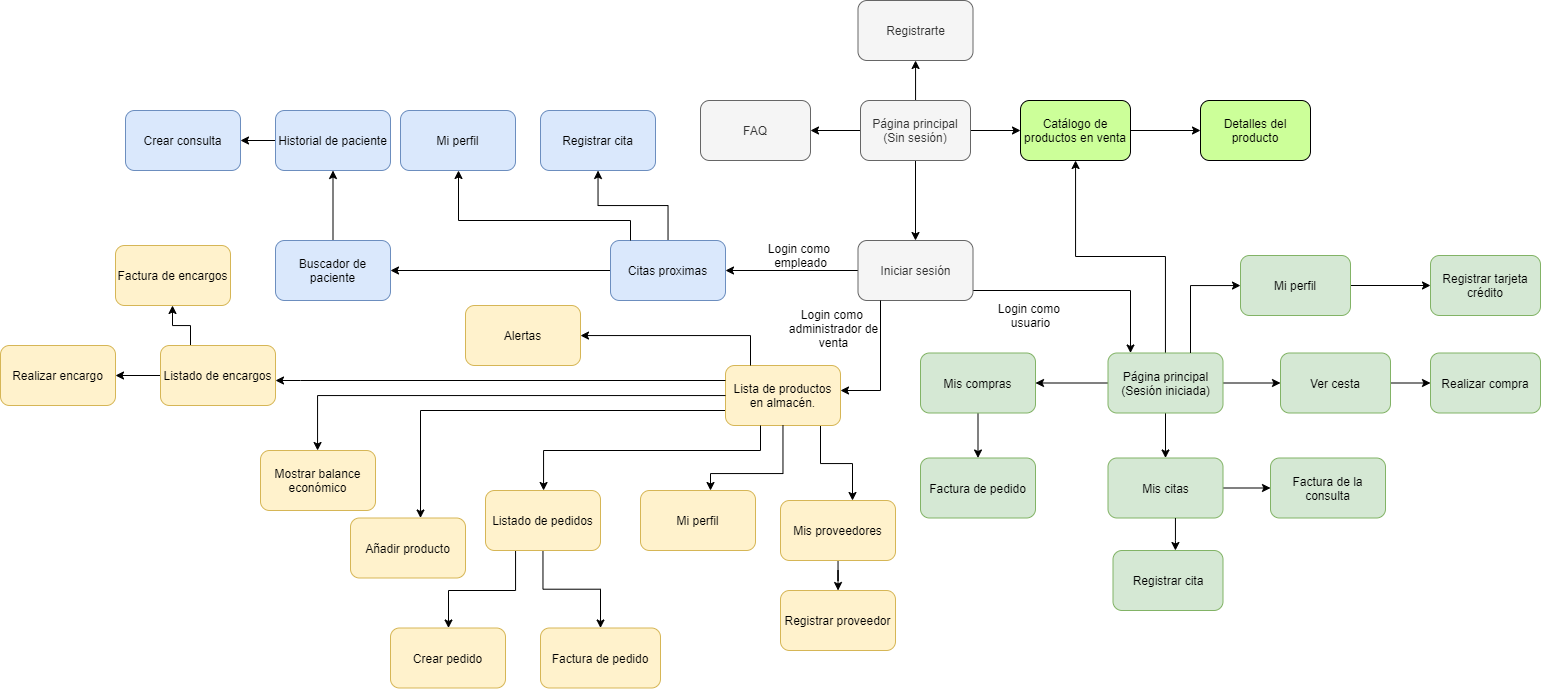 Registrarte
FAQ
Página principal
(Sin sesión)
Catálogo de
productos en venta
Detalles del
producto
Crear consulta
Historial de paciente
Mi perfil
Registrar cita
Buscador de
paciente
Citas proximas
Login como
empleado
Iniciar sesión
Factura de encargos
Mi perfil
Registrar tarjeta
crédito
Login como
administrador de
venta
Login como
usuario
Alertas
Realizar encargo
Listado de encargos
Lista de productos
en almacén.
Mis compras
Página principal
(Sesión iniciada)
Ver cesta
Realizar compra
Mostrar balance
económico
Factura de pedido
Mis citas
Factura de la
consulta
Añadir producto
Listado de pedidos
Mi perfil
Mis proveedores
Registrar cita
Registrar proveedor
Crear pedido
Factura de pedido